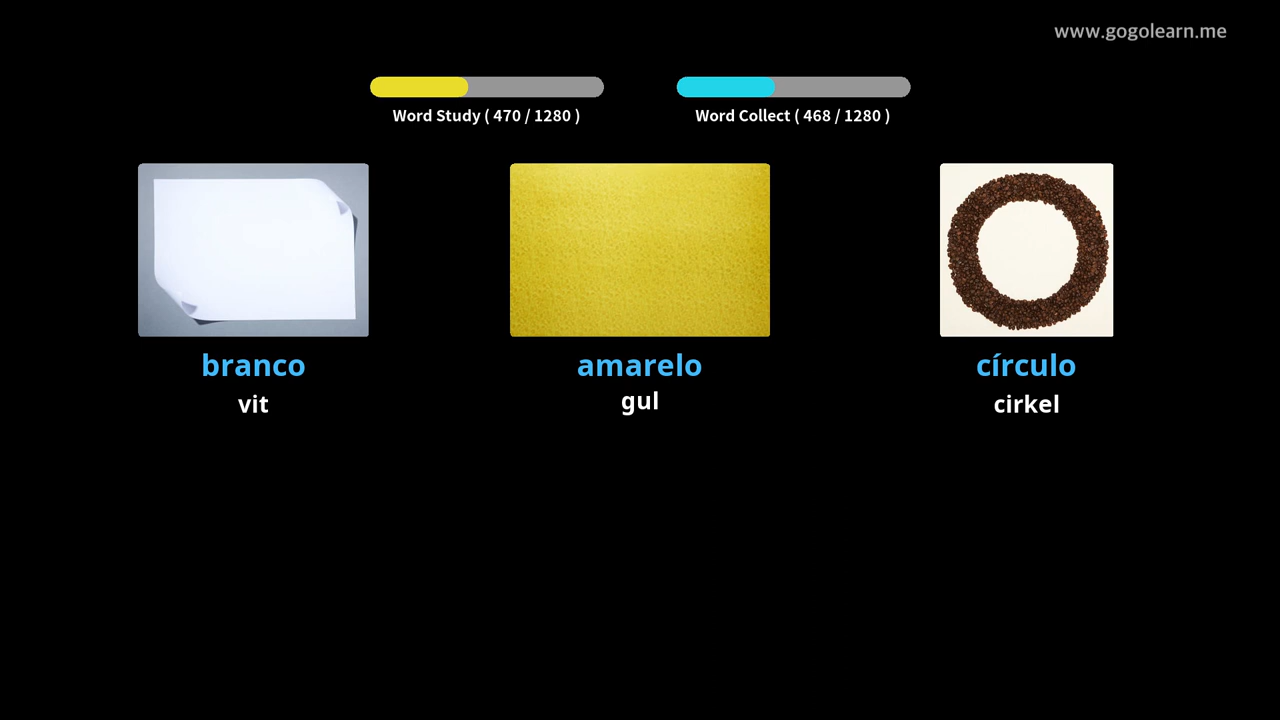 www.gogolearn.me
Word Study ( 470 / 1280 )
Word Collect ( 468 / 1280 )
branco
vit
amarelo
gul
círculo
cirkel